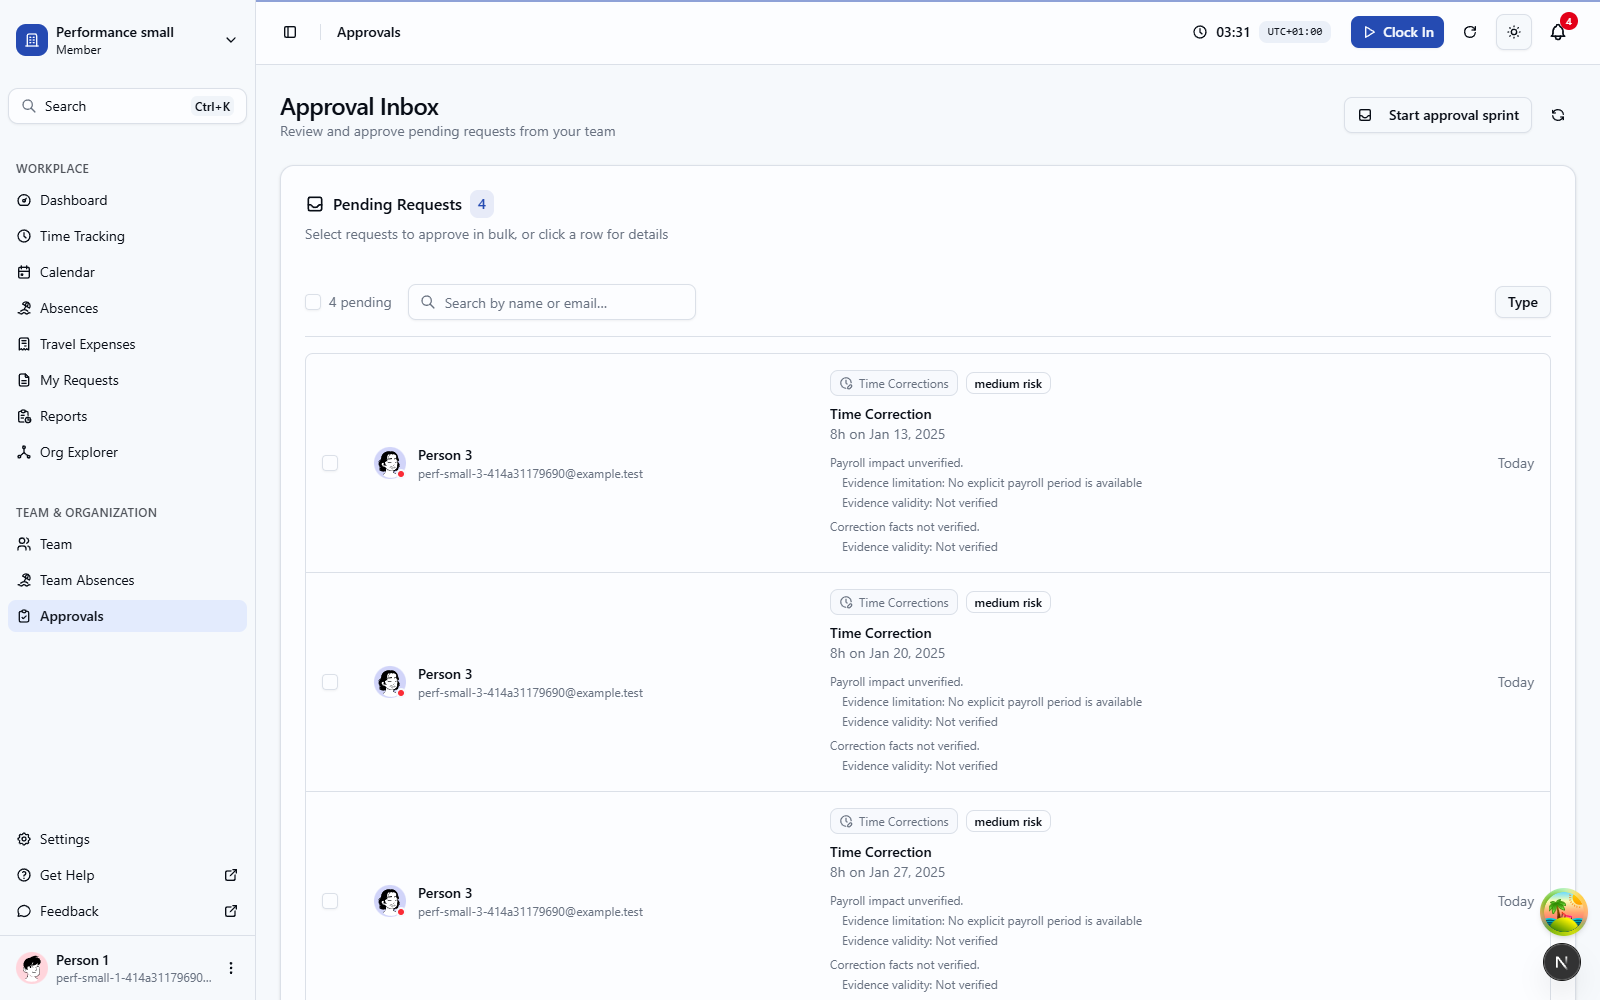 Performance small
Member
Search
Ctrl+K
WORKPLACE
Dashboard
Time Tracking
Calendar
Absences
Travel Expenses
My Requests
Reports
Org Explorer
TEAM & ORGANIZATION
Team
Team Absences
Approvals
Settings
Get Help
Feedback
Person 1
perf-small-1-414a31179690...
Approvals
03:31
UTC+01:00
Clock In
4
Approval Inbox
Review and approve pending requests from your team
Start approval sprint
Pending Requests 4
Select requests to approve in bulk, or click a row for details
4 pending
Search by name or email...
Type
Person 3
perf-small-3-414a31179690@example.test
Time Corrections
medium risk
Time Correction
8h on Jan 13, 2025
Payroll impact unverified.
Evidence limitation: No explicit payroll period is available
Evidence validity: Not verified
Correction facts not verified.
Evidence validity: Not verified
Today
Person 3
perf-small-3-414a31179690@example.test
Time Corrections
medium risk
Time Correction
8h on Jan 20, 2025
Payroll impact unverified.
Evidence limitation: No explicit payroll period is available
Evidence validity: Not verified
Correction facts not verified.
Evidence validity: Not verified
Today
Person 3
perf-small-3-414a31179690@example.test
Time Corrections
medium risk
Time Correction
8h on Jan 27, 2025
Payroll impact unverified.
Evidence limitation: No explicit payroll period is available
Evidence validity: Not verified
Correction facts not verified.
Evidence validity: Not verified
Today
N